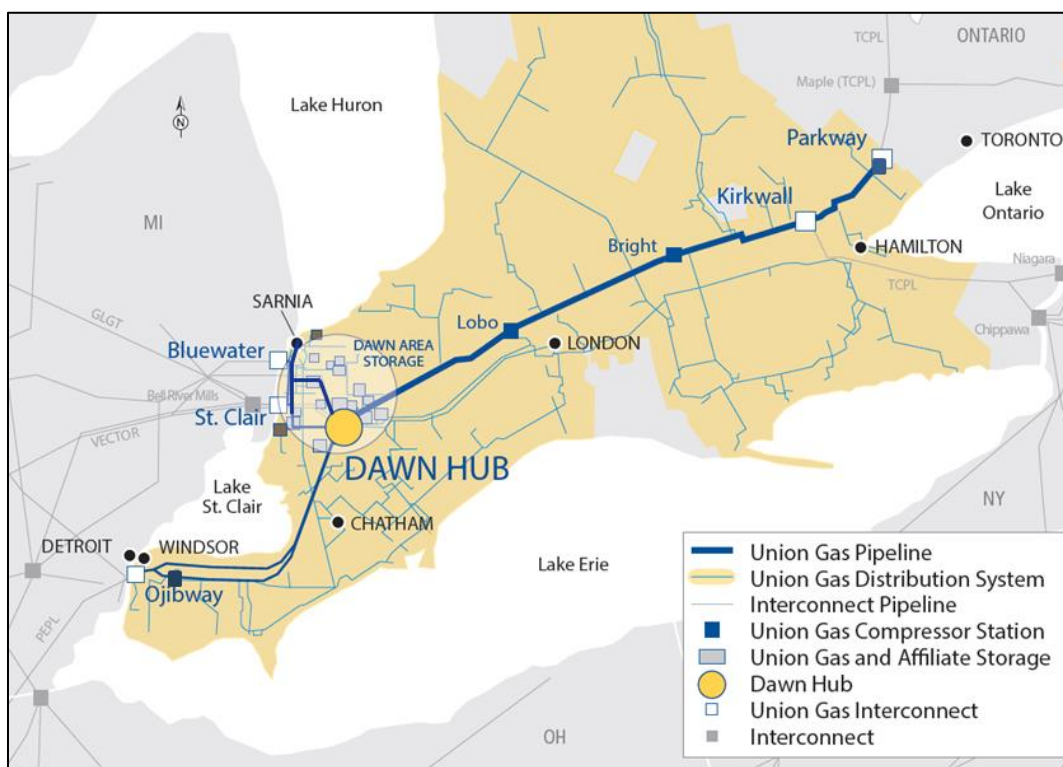 TCPL
ONTARIO
Maple (TCPL)
Lake Huron
N
Parkway
TORONTO
Lake
Ontario
Kirkwall
MI
Bright
HAMILTON
Niagara
TCPL
SARNIA
GLGT
Lobo
Chippawa
DAWN AREA
STORAGE
LONDON
Bluewater
Bell River Mills
St. Clair
VECTOR
DAWN HUB
Lake
St. Clair
NY
CHATHAM
DETROIT
WINDSOR
Lake Erie
Ojibway
PEPL
OH
Union Gas Pipeline
Union Gas Distribution System
Interconnect Pipeline
Union Gas Compressor Station
Union Gas and Affiliate Storage
Dawn Hub
Union Gas Interconnect
Interconnect